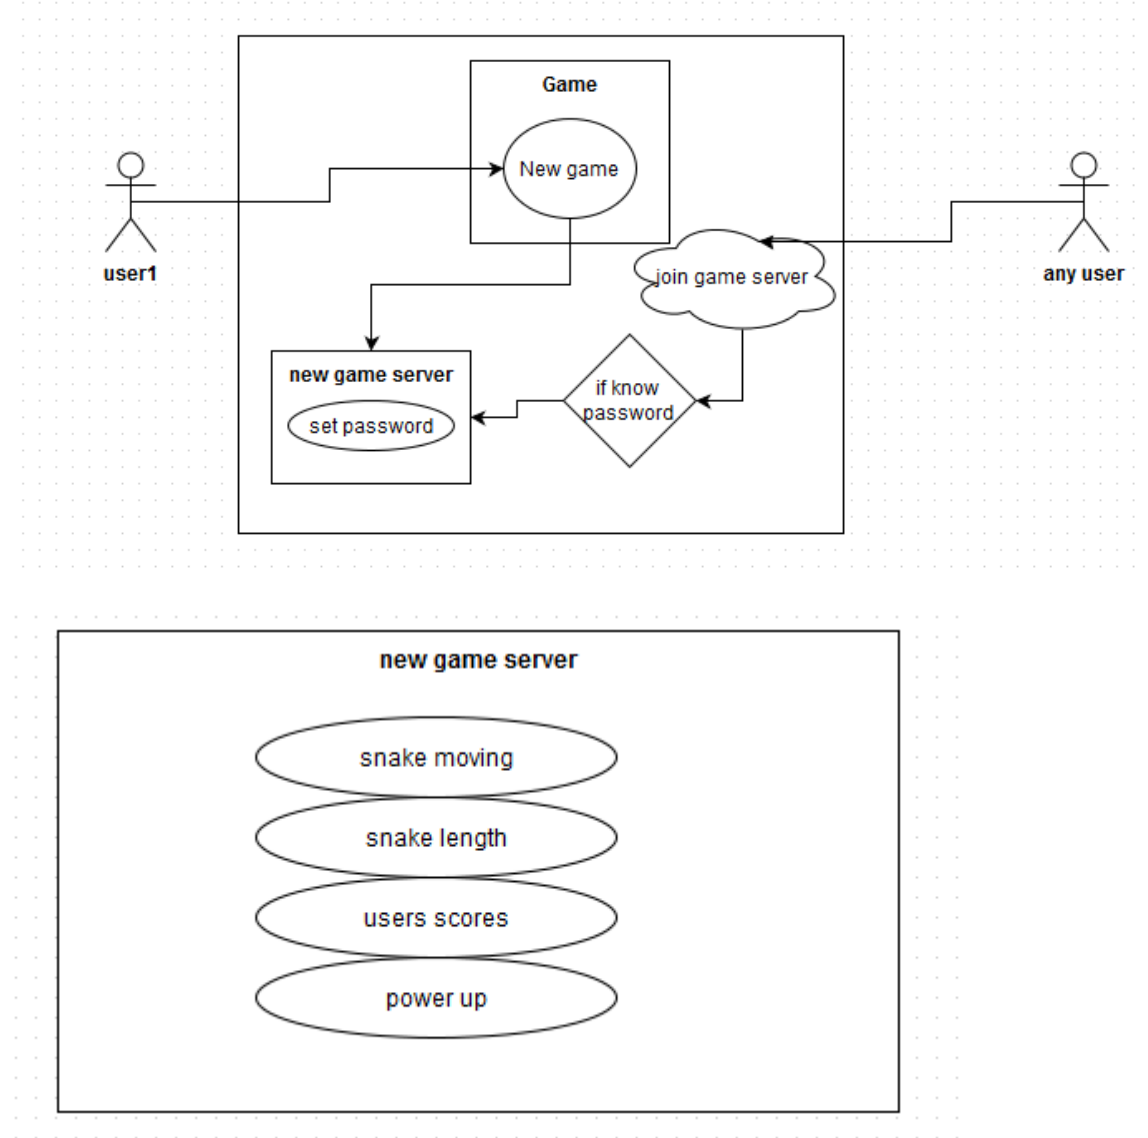 Game
New game
user1
join game server
any user
new game server
set password
if know
password
new game server
snake moving
snake length
users scores
power up